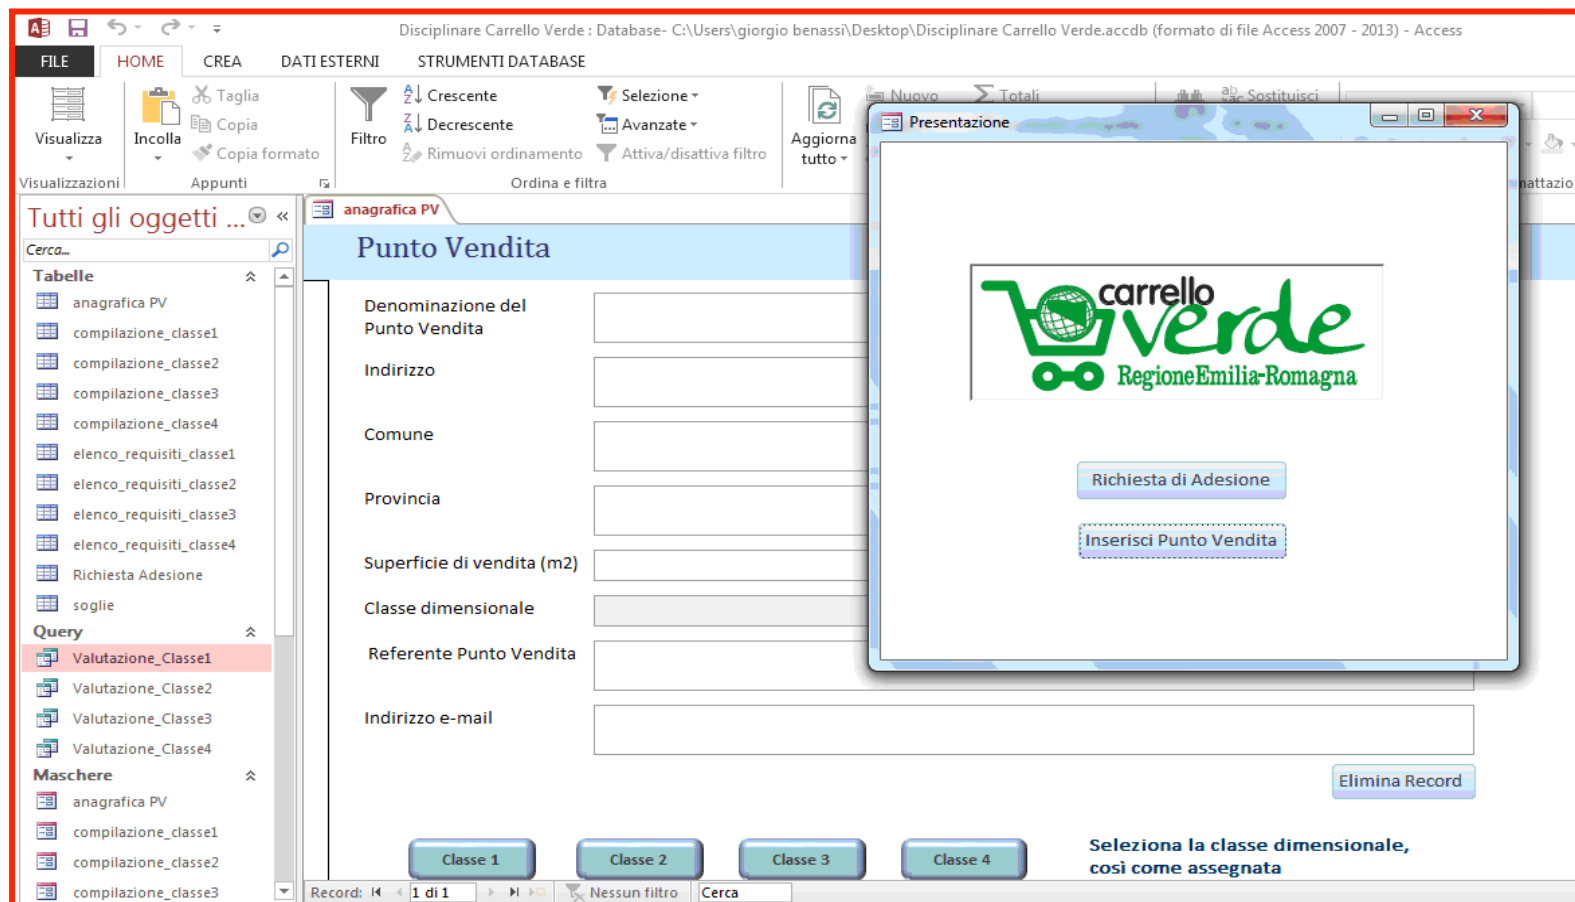 Disciplinare Carrello Verde : Database- C:\Users\giorgio benassi\Desktop\Disciplinare Carrello Verde.accdb (formato di file Access 2007 - 2013) - Access
FILE HOME CREA DATI ESTERNI STRUMENTI DATABASE
Visualizza
Visualizzazioni
Incolla
Taglia
Copia
Copia formato
Appunti
Filtro
Crescente
Decrescente
Rimuovi ordinamento
Selezione
Avanzate
Attiva/disattiva filtro
Ordina e filtra
Aggiorna
tutto
Nuovo
Totali
Sostituisci
mattazio
Tutti gli oggetti ...
Cerca...
Tabelle
anagrafica PV
compilazione_classe1
compilazione_classe2
compilazione_classe3
compilazione_classe4
elenco_requisiti_classe1
elenco_requisiti_classe2
elenco_requisiti_classe3
elenco_requisiti_classe4
Richiesta Adesione
soglie
Query
Valutazione_Classe1
Valutazione_Classe2
Valutazione_Classe3
Valutazione_Classe4
Maschere
anagrafica PV
compilazione_classe1
compilazione_classe2
compilazione_classe3
anagrafica PV
Punto Vendita
Denominazione del
Punto Vendita
Indirizzo
Comune
Provincia
Superficie di vendita (m2)
Classe dimensionale
Referente Punto Vendita
Indirizzo e-mail
Elimina Record
Classe 1 Classe 2 Classe 3 Classe 4
Seleziona la classe dimensionale,
così come assegnata
Record: 1 di 1 Nessun filtro Cerca
Presentazione
carrello
verde
RegioneEmilia-Romagna
Richiesta di Adesione
Inserisci Punto Vendita